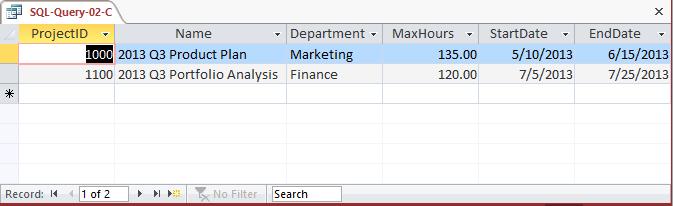 SQL-Query-02-C
ProjectID Name Department MaxHours StartDate EndDate
1000 2013 Q3 Product Plan Marketing 135.00 5/10/2013 6/15/2013
1100 2013 Q3 Portfolio Analysis Finance 120.00 7/5/2013 7/25/2013
Record: 1 of 2 No Filter Search